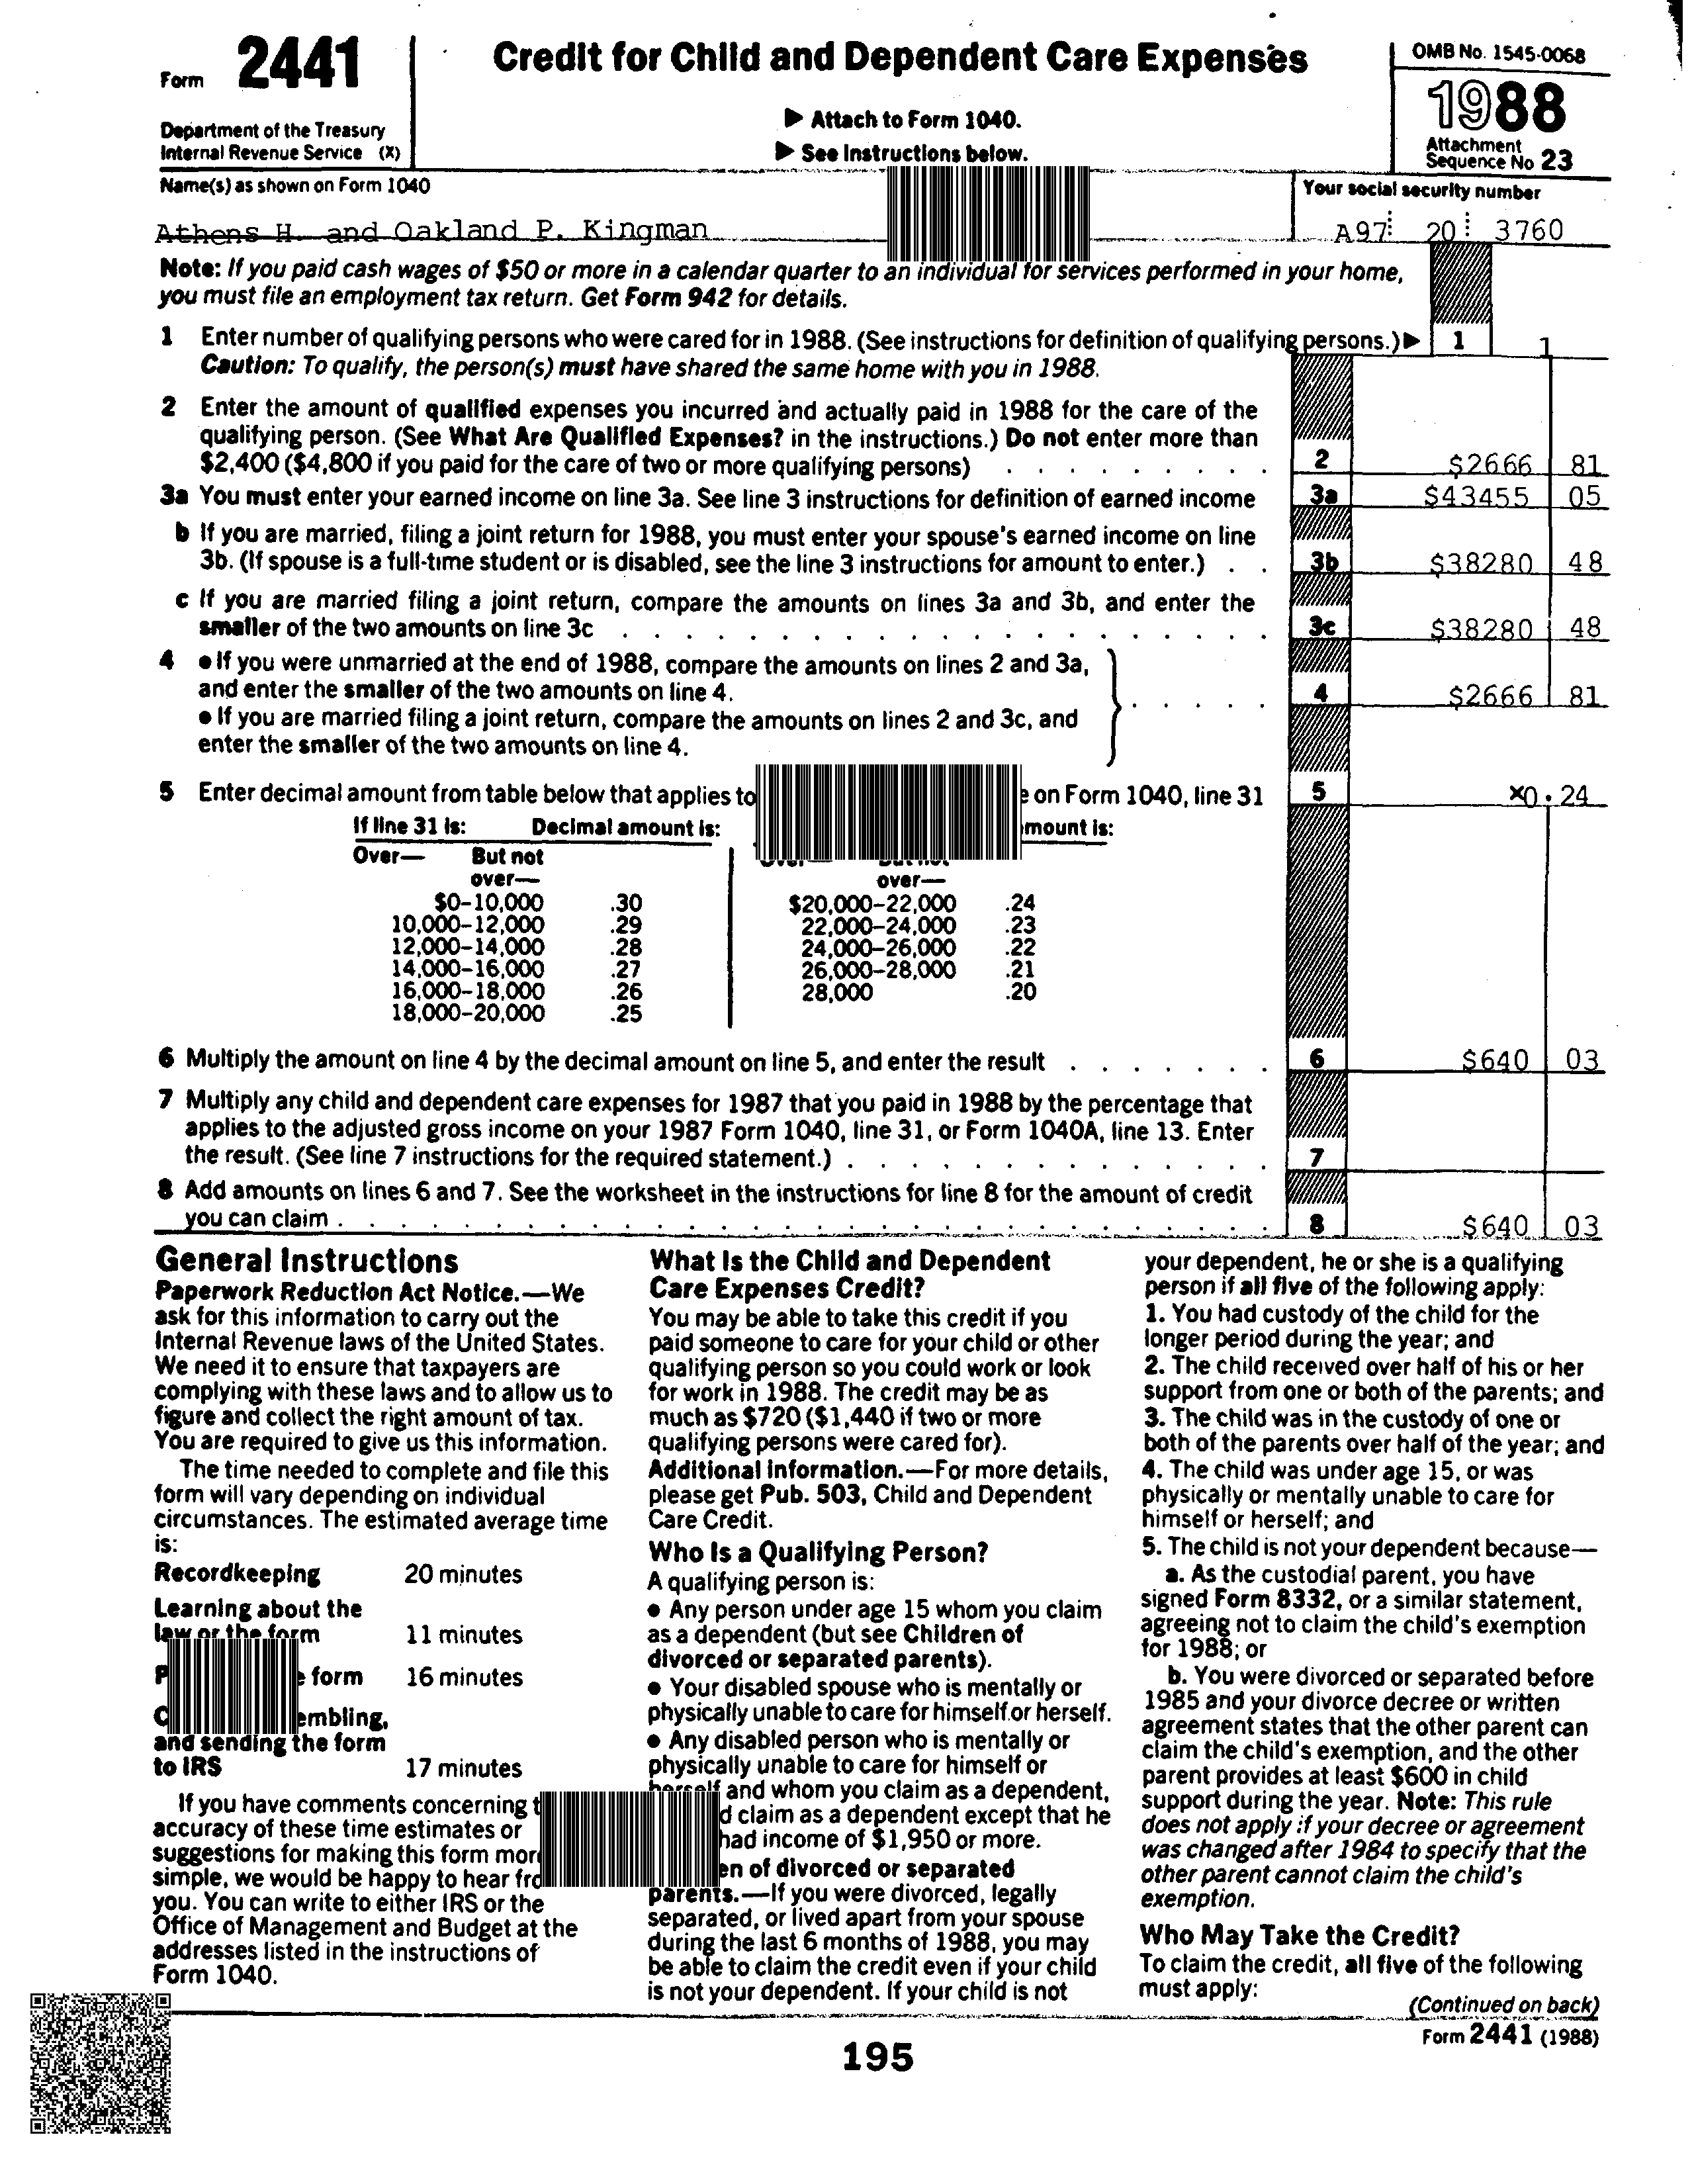 Form 2441
Department of the Treasury
Internal Revenue Service (X)
Credit for Child and Dependent Care Expenses
▶ Attach to Form 1040.
▶ See Instructions below.
OMB No. 1545-0068
1988
Attachment
Sequence No 23
Name(s) as shown on Form 1040
Your social security number
Athens H. and Oakland P. Kingman
A97 20 3760
Note: If you paid cash wages of $50 or more in a calendar quarter to an individual for services performed in your home,
you must file an employment tax return. Get Form 942 for details.
1 Enter number of qualifying persons who were cared for in 1988. (See instructions for definition of qualifying persons.) ▶ 1 1
Caution: To qualify, the person(s) must have shared the same home with you in 1988.
2 Enter the amount of qualified expenses you incurred and actually paid in 1988 for the care of the
qualifying person. (See What Are Qualified Expenses? in the instructions.) Do not enter more than
$2,400 ($4,800 if you paid for the care of two or more qualifying persons) . . . . . . . . . 2 $2666 81
3a You must enter your earned income on line 3a. See line 3 instructions for definition of earned income 3a $43455 05
b If you are married, filing a joint return for 1988, you must enter your spouse's earned income on line
3b. (If spouse is a full-time student or is disabled, see the line 3 instructions for amount to enter.) . . 3b $38280 48
c If you are married filing a joint return, compare the amounts on lines 3a and 3b, and enter the
smaller of the two amounts on line 3c . . . . . . . . . . . . . . . . . . . . 3c $38280 48
4 ● If you were unmarried at the end of 1988, compare the amounts on lines 2 and 3a,
and enter the smaller of the two amounts on line 4. . . . . . 4 $2666 81
● If you are married filing a joint return, compare the amounts on lines 2 and 3c, and
enter the smaller of the two amounts on line 4.
5 Enter decimal amount from table below that applies to on Form 1040, line 31 5 ×0.24
If line 31 is: Decimal amount is: mount is:
Over— But not
over— over—
$0–10,000 .30 $20,000–22,000 .24
10,000–12,000 .29 22,000–24,000 .23
12,000–14,000 .28 24,000–26,000 .22
14,000–16,000 .27 26,000–28,000 .21
16,000–18,000 .26 28,000 .20
18,000–20,000 .25
6 Multiply the amount on line 4 by the decimal amount on line 5, and enter the result . . . . . . . 6 $640 03
7 Multiply any child and dependent care expenses for 1987 that you paid in 1988 by the percentage that
applies to the adjusted gross income on your 1987 Form 1040, line 31, or Form 1040A, line 13. Enter
the result. (See line 7 instructions for the required statement.) . . . . . . . . . . . . . . 7
8 Add amounts on lines 6 and 7. See the worksheet in the instructions for line 8 for the amount of credit
you can claim . . . . . . . . . . . . . . . . . . . . . . . . . . . . . 8 $640 03
General Instructions
Paperwork Reduction Act Notice.—We
ask for this information to carry out the
Internal Revenue laws of the United States.
We need it to ensure that taxpayers are
complying with these laws and to allow us to
figure and collect the right amount of tax.
You are required to give us this information.
The time needed to complete and file this
form will vary depending on individual
circumstances. The estimated average time
is:
Recordkeeping 20 minutes
Learning about the
law or the form 11 minutes
form 16 minutes
embling,
and sending the form
to IRS 17 minutes
If you have comments concerning
accuracy of these time estimates or
suggestions for making this form mor
simple, we would be happy to hear fro
you. You can write to either IRS or the
Office of Management and Budget at the
addresses listed in the instructions of
Form 1040.
What Is the Child and Dependent
Care Expenses Credit?
You may be able to take this credit if you
paid someone to care for your child or other
qualifying person so you could work or look
for work in 1988. The credit may be as
much as $720 ($1,440 if two or more
qualifying persons were cared for).
Additional Information.—For more details,
please get Pub. 503, Child and Dependent
Care Credit.
Who Is a Qualifying Person?
A qualifying person is:
● Any person under age 15 whom you claim
as a dependent (but see Children of
divorced or separated parents).
● Your disabled spouse who is mentally or
physically unable to care for himself or herself.
● Any disabled person who is mentally or
physically unable to care for himself or
herself and whom you claim as a dependent,
d claim as a dependent except that he
had income of $1,950 or more.
en of divorced or separated
parents.—If you were divorced, legally
separated, or lived apart from your spouse
during the last 6 months of 1988, you may
be able to claim the credit even if your child
is not your dependent. If your child is not
your dependent, he or she is a qualifying
person if all five of the following apply:
1. You had custody of the child for the
longer period during the year; and
2. The child received over half of his or her
support from one or both of the parents; and
3. The child was in the custody of one or
both of the parents over half of the year; and
4. The child was under age 15, or was
physically or mentally unable to care for
himself or herself; and
5. The child is not your dependent because—
a. As the custodial parent, you have
signed Form 8332, or a similar statement,
agreeing not to claim the child's exemption
for 1988; or
b. You were divorced or separated before
1985 and your divorce decree or written
agreement states that the other parent can
claim the child's exemption, and the other
parent provides at least $600 in child
support during the year. Note: This rule
does not apply if your decree or agreement
was changed after 1984 to specify that the
other parent cannot claim the child's
exemption.
Who May Take the Credit?
To claim the credit, all five of the following
must apply:
(Continued on back)
Form 2441 (1988)
195